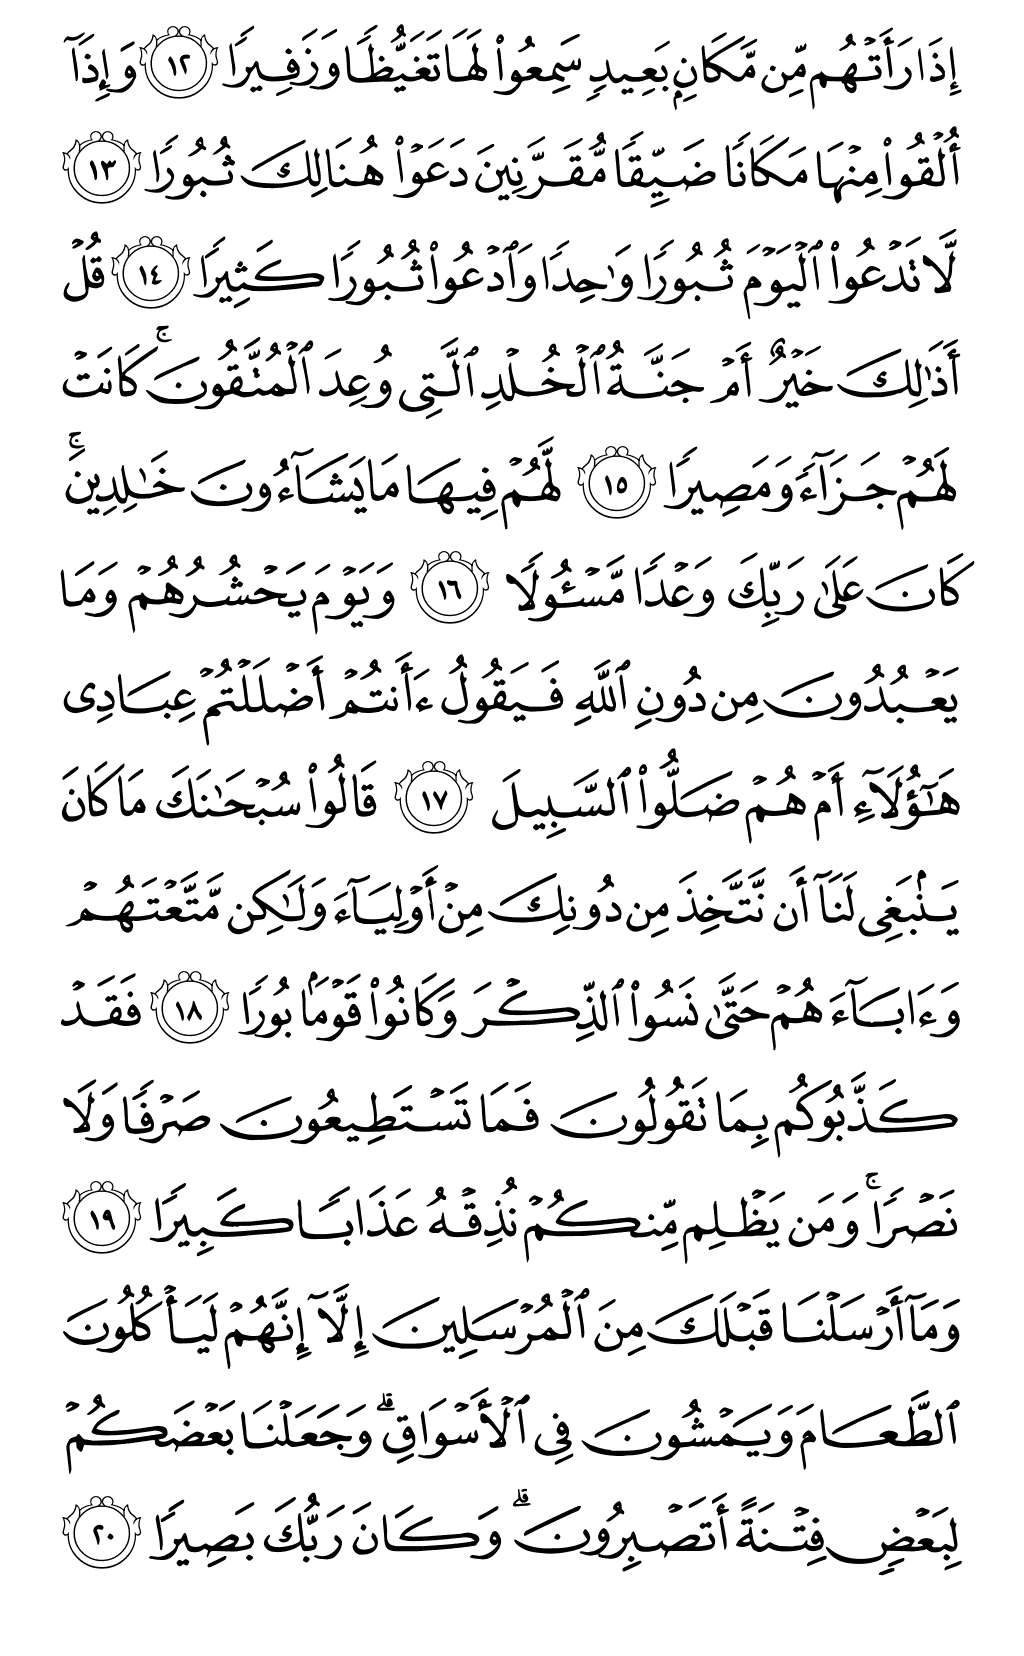 إِذَا رَأَتْهُم مِّن مَّكَانٍۭ بَعِيدٍ سَمِعُوا۟ لَهَا تَغَيُّظًا وَزَفِيرًا ١٢ وَإِذَآ
أُلْقُوا۟ مِنْهَا مَكَانًا ضَيِّقًا مُّقَرَّنِينَ دَعَوْا۟ هُنَالِكَ ثُبُورًا ١٣
لَّا تَدْعُوا۟ ٱلْيَوْمَ ثُبُورًا وَٰحِدًا وَٱدْعُوا۟ ثُبُورًا كَثِيرًا ١٤ قُلْ
أَذَٰلِكَ خَيْرٌ أَمْ جَنَّةُ ٱلْخُلْدِ ٱلَّتِى وُعِدَ ٱلْمُتَّقُونَ ۚ كَانَتْ
لَهُمْ جَزَآءً وَمَصِيرًا ١٥ لَّهُمْ فِيهَا مَا يَشَآءُونَ خَٰلِدِينَ ۚ
كَانَ عَلَىٰ رَبِّكَ وَعْدًا مَّسْـُٔولًا ١٦ وَيَوْمَ يَحْشُرُهُمْ وَمَا
يَعْبُدُونَ مِن دُونِ ٱللَّهِ فَيَقُولُ ءَأَنتُمْ أَضْلَلْتُمْ عِبَادِى
هَٰٓؤُلَآءِ أَمْ هُمْ ضَلُّوا۟ ٱلسَّبِيلَ ١٧ قَالُوا۟ سُبْحَٰنَكَ مَا كَانَ
يَنۢبَغِى لَنَآ أَن نَّتَّخِذَ مِن دُونِكَ مِنْ أَوْلِيَآءَ وَلَٰكِن مَّتَّعْتَهُمْ
وَءَابَآءَهُمْ حَتَّىٰ نَسُوا۟ ٱلذِّكْرَ وَكَانُوا۟ قَوْمًۢا بُورًا ١٨ فَقَدْ
كَذَّبُوكُم بِمَا تَقُولُونَ فَمَا تَسْتَطِيعُونَ صَرْفًا وَلَا
نَصْرًا ۚ وَمَن يَظْلِم مِّنكُمْ نُذِقْهُ عَذَابًا كَبِيرًا ١٩
وَمَآ أَرْسَلْنَا قَبْلَكَ مِنَ ٱلْمُرْسَلِينَ إِلَّآ إِنَّهُمْ لَيَأْكُلُونَ
ٱلطَّعَامَ وَيَمْشُونَ فِى ٱلْأَسْوَاقِ ۗ وَجَعَلْنَا بَعْضَكُمْ
لِبَعْضٍ فِتْنَةً أَتَصْبِرُونَ ۗ وَكَانَ رَبُّكَ بَصِيرًا ٢٠